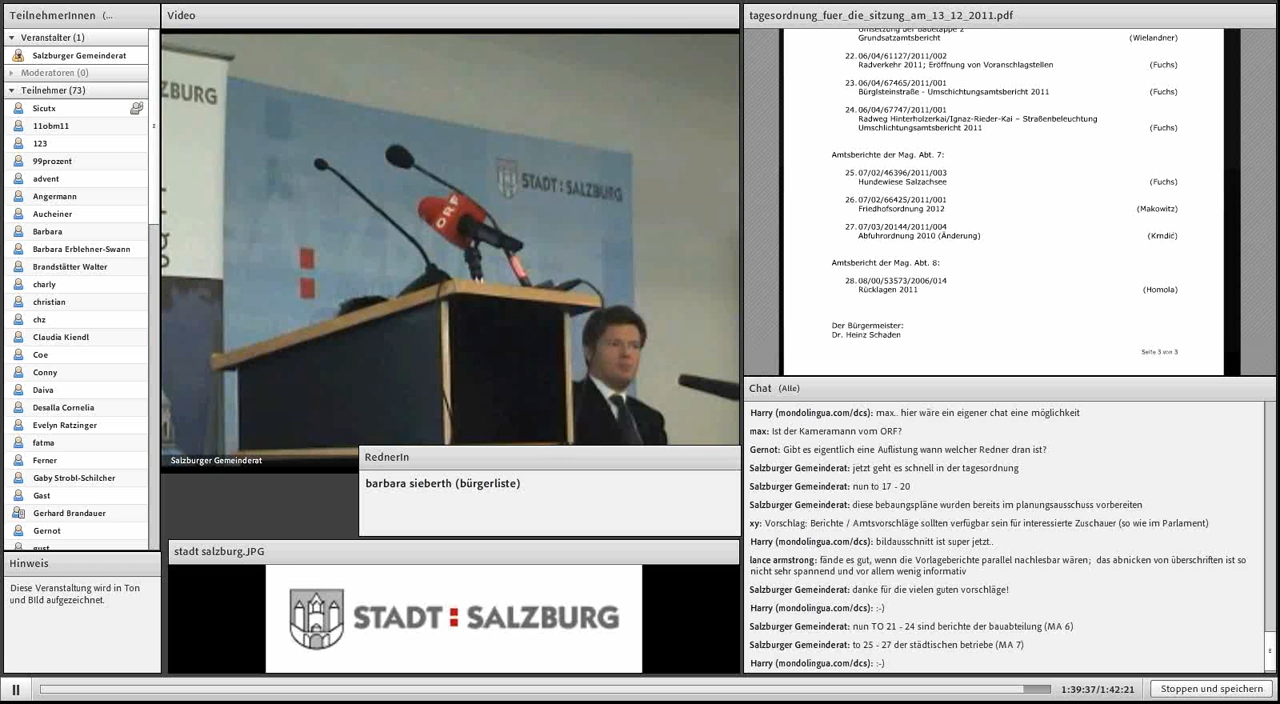 TeilnehmerInnen (...
Veranstalter (1)
Salzburger Gemeinderat
Moderatoren (0)
Teilnehmer (73)
Sicutx
11obm11
123
99prozent
advent
Angermann
Aucheiner
Barbara
Barbara Erblehner-Swann
Brandstätter Walter
charly
christian
chz
Claudia Kiendl
Coe
Conny
Daiva
Desalla Cornelia
Evelyn Ratzinger
fatma
Ferner
Gaby Strobl-Schilcher
Gast
Gerhard Brandauer
Gernot
gust
Hinweis
Diese Veranstaltung wird in Ton
und Bild aufgezeichnet.
Video
ZBURG
STADT:SALZBURG
ORF
Salzburger Gemeinderat
RednerIn
barbara sieberth (bürgerliste)
stadt salzburg.JPG
STADT:SALZBURG
tagesordnung_fuer_die_sitzung_am_13_12_2011.pdf
Umsetzung der Bauetappe 2
Grundsatzamtsbericht (Wielandner)
22. 06/04/61127/2011/002
Radverkehr 2011; Eröffnung von Voranschlagstellen (Fuchs)
23. 06/04/67465/2011/001
Bürglsteinstraße - Umschichtungsamtsbericht 2011 (Fuchs)
24. 06/04/67747/2011/001
Radweg Hinterholzerkai/Ignaz-Rieder-Kai – Straßenbeleuchtung
Umschlichtungsamtsbericht 2011 (Fuchs)
Amtsberichte der Mag. Abt. 7:
25. 07/02/46396/2011/003
Hundewiese Salzachsee (Fuchs)
26. 07/02/66425/2011/001
Friedhofsordnung 2012 (Makowitz)
27. 07/03/20144/2011/004
Abfuhrordnung 2010 (Änderung) (Krndić)
Amtsbericht der Mag. Abt. 8:
28. 08/00/53573/2006/014
Rücklagen 2011 (Homola)
Der Bürgermeister:
Dr. Heinz Schaden
Seite 3 von 3
Chat (Alle)
Harry (mondolingua.com/dcs): max.. hier wäre ein eigener chat eine möglichkeit
max: Ist der Kameramann vom ORF?
Gernot: Gibt es eigentlich eine Auflistung wann welcher Redner dran ist?
Salzburger Gemeinderat: jetzt geht es schnell in der tagesordnung
Salzburger Gemeinderat: nun to 17 - 20
Salzburger Gemeinderat: diese bebaungspläne wurden bereits im planungsausschuss vorbereiten
xy: Vorschlag: Berichte / Amtsvorschläge sollten verfügbar sein für interessierte Zuschauer (so wie im Parlament)
Harry (mondolingua.com/dcs): bildausschnitt ist super jetzt..
lance armstrong: fände es gut, wenn die Vorlageberichte parallel nachlesbar wären; das abnicken von überschriften ist so
nicht sehr spannend und vor allem wenig informativ
Salzburger Gemeinderat: danke für die vielen guten vorschläge!
Harry (mondolingua.com/dcs): :-)
Salzburger Gemeinderat: nun TO 21 - 24 sind berichte der bauabteilung (MA 6)
Salzburger Gemeinderat: to 25 - 27 der städtischen betriebe (MA 7)
Harry (mondolingua.com/dcs): :-)
1:39:37/1:42:21
Stoppen und speichern